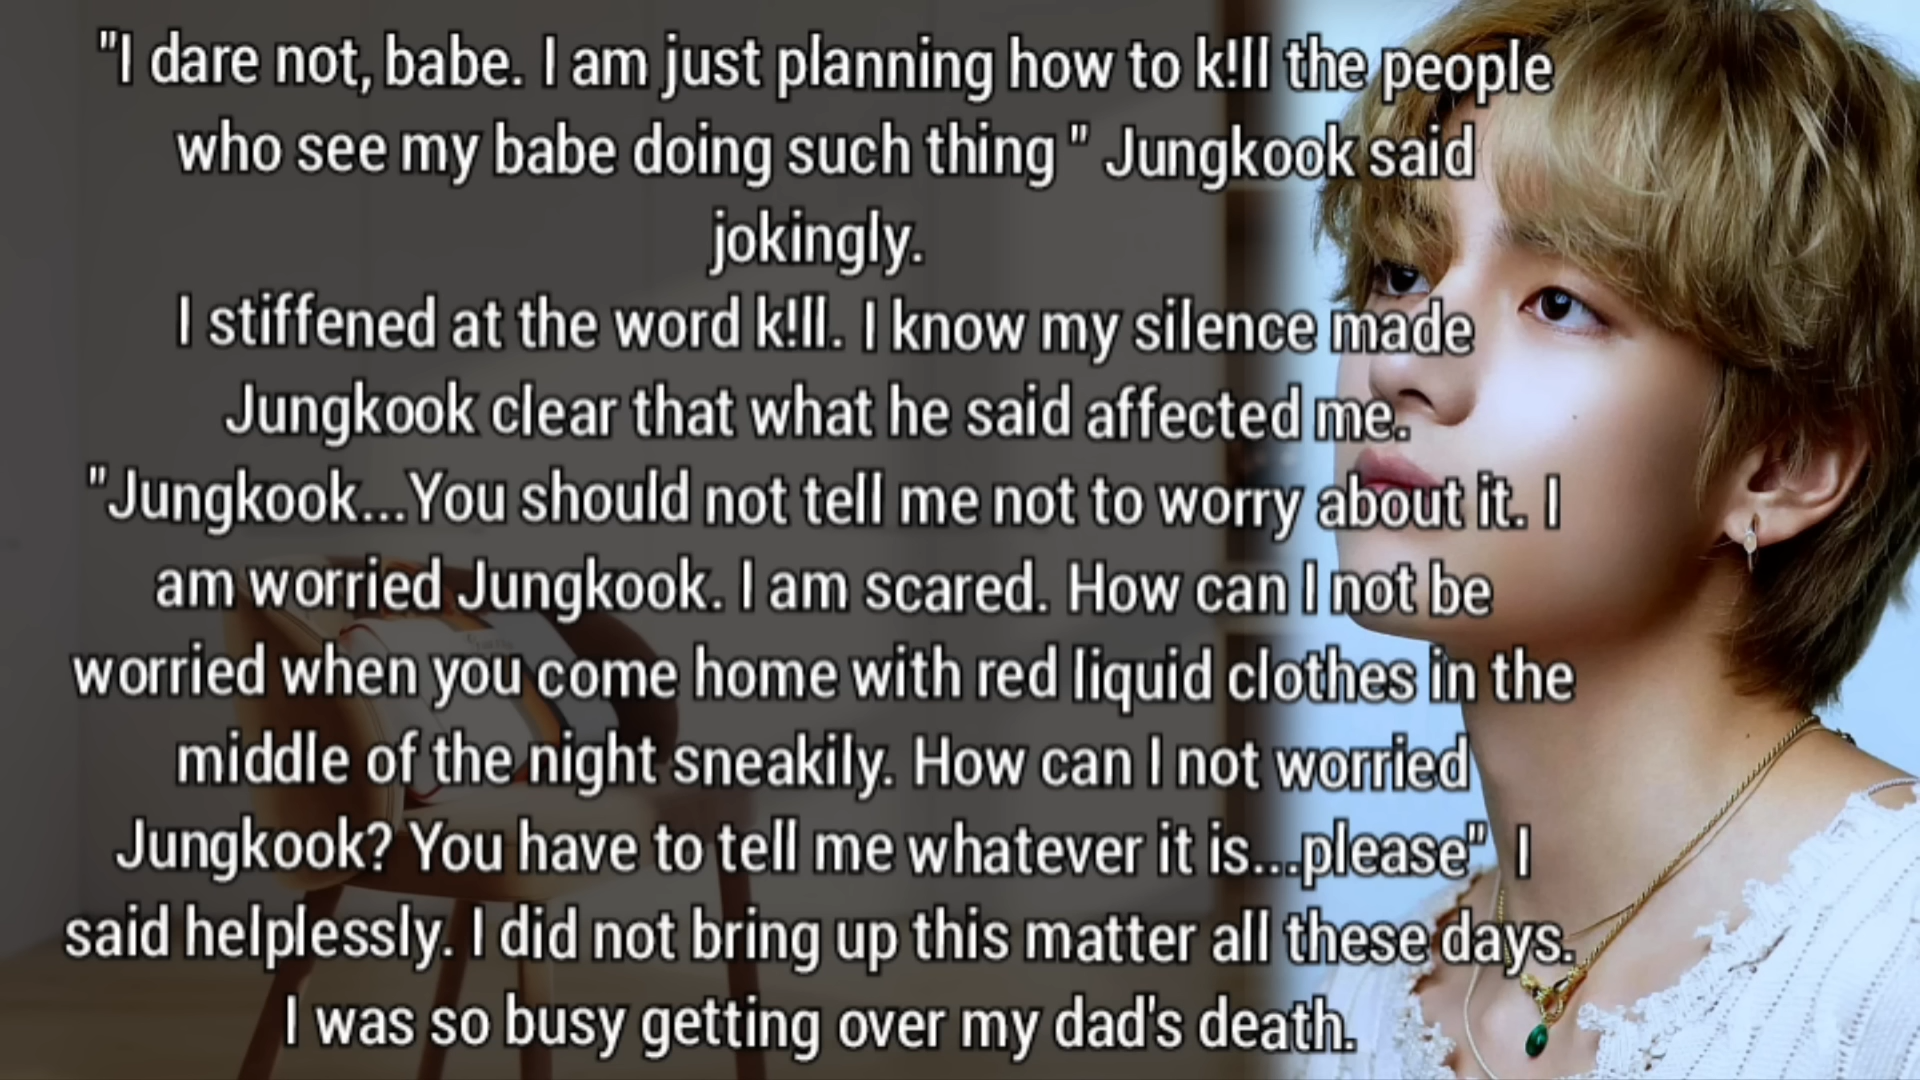 "I dare not, babe. I am just planning how to k!ll the people
who see my babe doing such thing " Jungkook said
jokingly.
I stiffened at the word k!ll. I know my silence made
Jungkook clear that what he said affected me.
"Jungkook...You should not tell me not to worry about it. I
am worried Jungkook. I am scared. How can I not be
worried when you come home with red liquid clothes in the
middle of the night sneakily. How can I not worried
Jungkook? You have to tell me whatever it is...please" I
said helplessly. I did not bring up this matter all these days.
I was so busy getting over my dad's death.